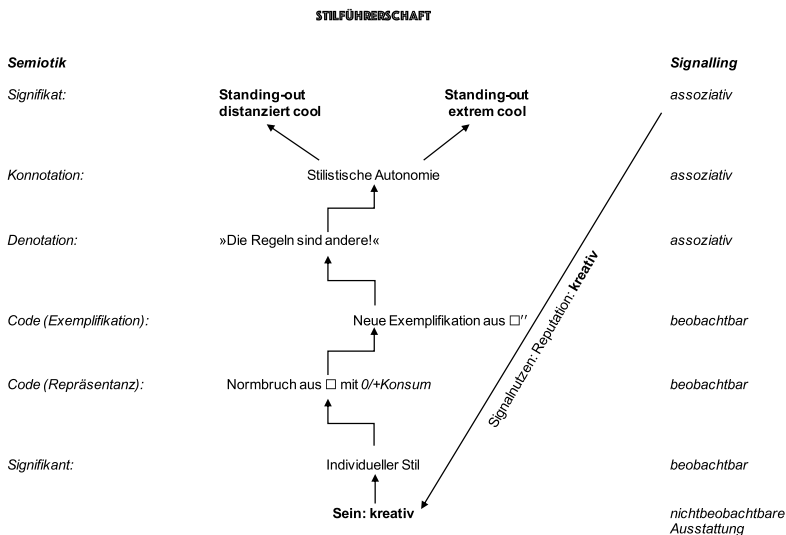 STILFÜHRERSCHAFT
Semiotik Signalling
Signifikat: Standing-out Standing-out assoziativ
distanziert cool extrem cool
Konnotation: Stilistische Autonomie assoziativ
Denotation: »Die Regeln sind andere!« assoziativ
Signalnutzen: Reputation: kreativ
Code (Exemplifikation): Neue Exemplifikation aus □″ beobachtbar
Code (Repräsentanz): Normbruch aus □ mit 0/+Konsum beobachtbar
Signifikant: Individueller Stil beobachtbar
Sein: kreativ nichtbeobachtbare
Ausstattung